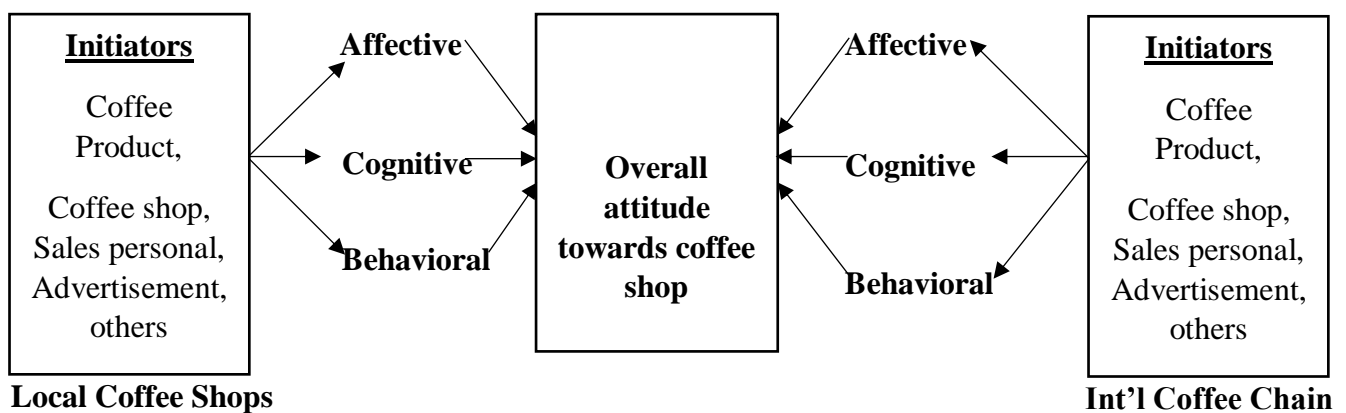 Initiators
Coffee
Product,
Coffee shop,
Sales personal,
Advertisement,
others
Local Coffee Shops
Affective
Cognitive
Behavioral
Overall
attitude
towards coffee
shop
Affective
Cognitive
Behavioral
Initiators
Coffee
Product,
Coffee shop,
Sales personal,
Advertisement,
others
Int’l Coffee Chain